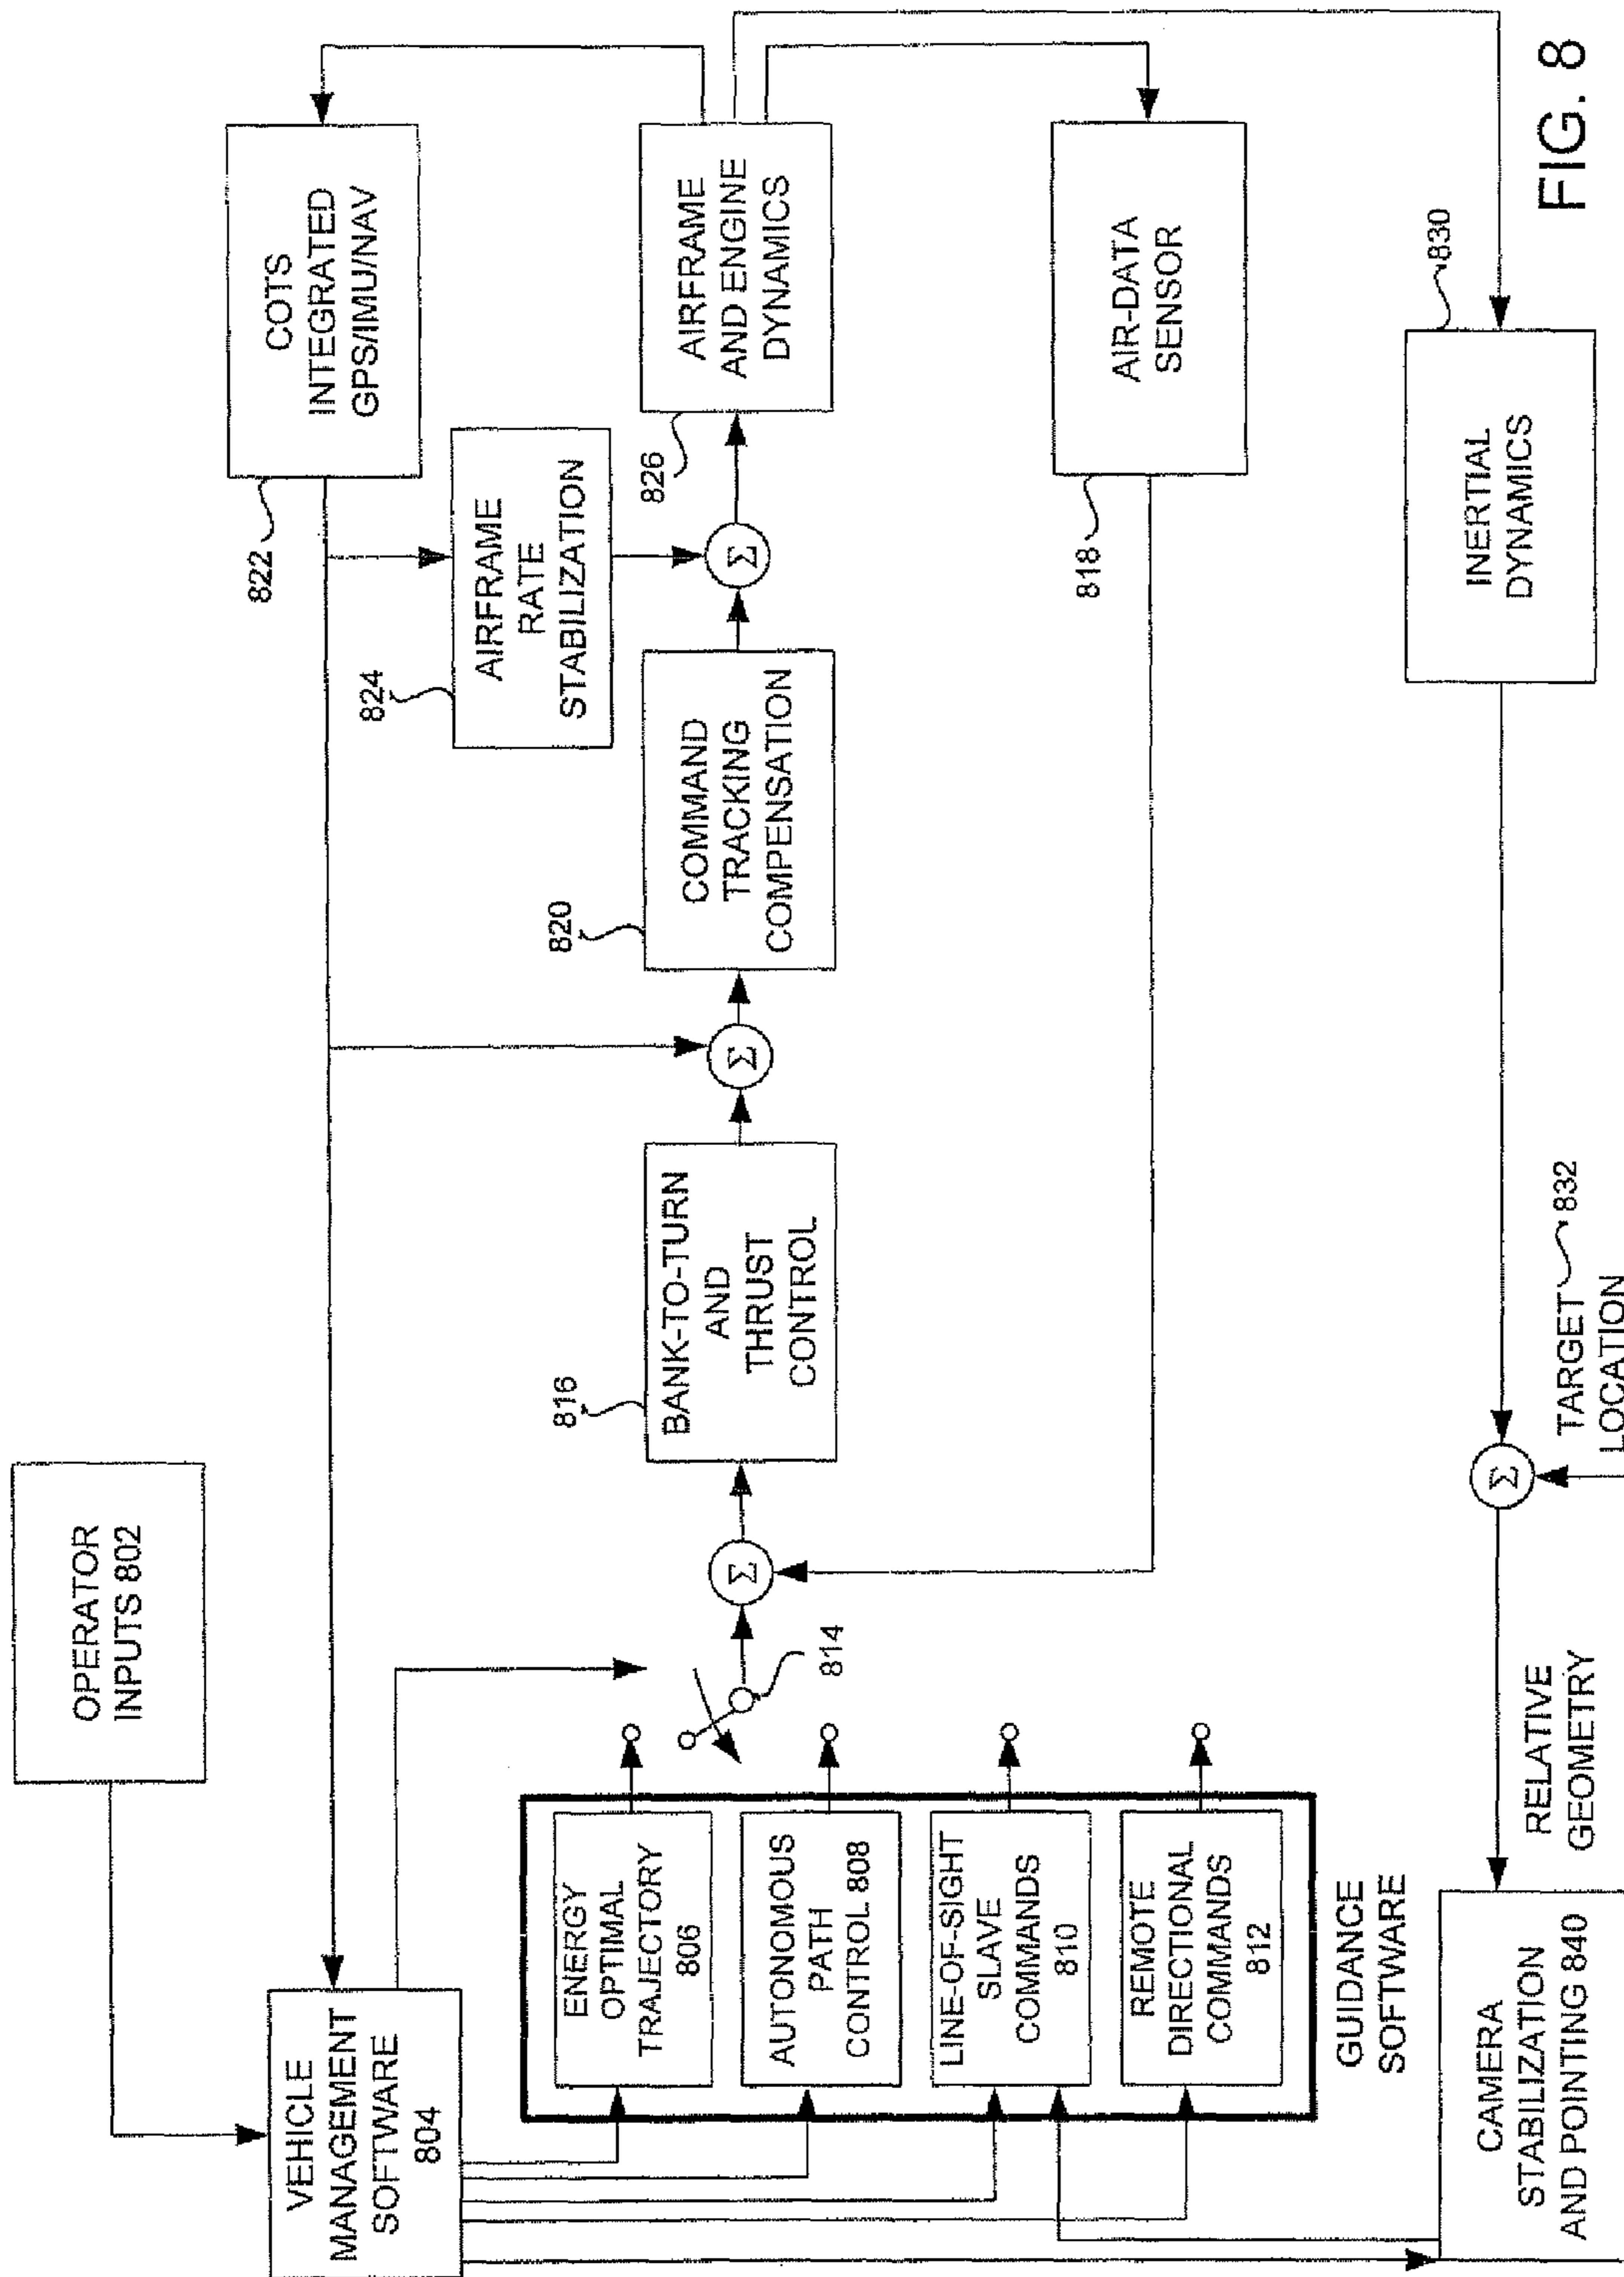 OPERATOR
INPUTS 802
VEHICLE
MANAGEMENT
SOFTWARE
804
COTS
INTEGRATED
GPS/IMU/NAV
822
AIRFRAME
RATE
STABILIZATION
824
ENERGY
OPTIMAL
TRAJECTORY
806
AUTONOMOUS
PATH
CONTROL 808
LINE-OF-SIGHT
SLAVE
COMMANDS
810
REMOTE
DIRECTIONAL
COMMANDS
812
GUIDANCE
SOFTWARE
814
Σ
BANK-TO-TURN
AND
THRUST
CONTROL
816
Σ
COMMAND
TRACKING
COMPENSATION
820
Σ
AIRFRAME
AND ENGINE
DYNAMICS
826
AIR-DATA
SENSOR
818
CAMERA
STABILIZATION
AND POINTING 840
RELATIVE
GEOMETRY
Σ
TARGET
LOCATION
832
INERTIAL
DYNAMICS
830
FIG. 8